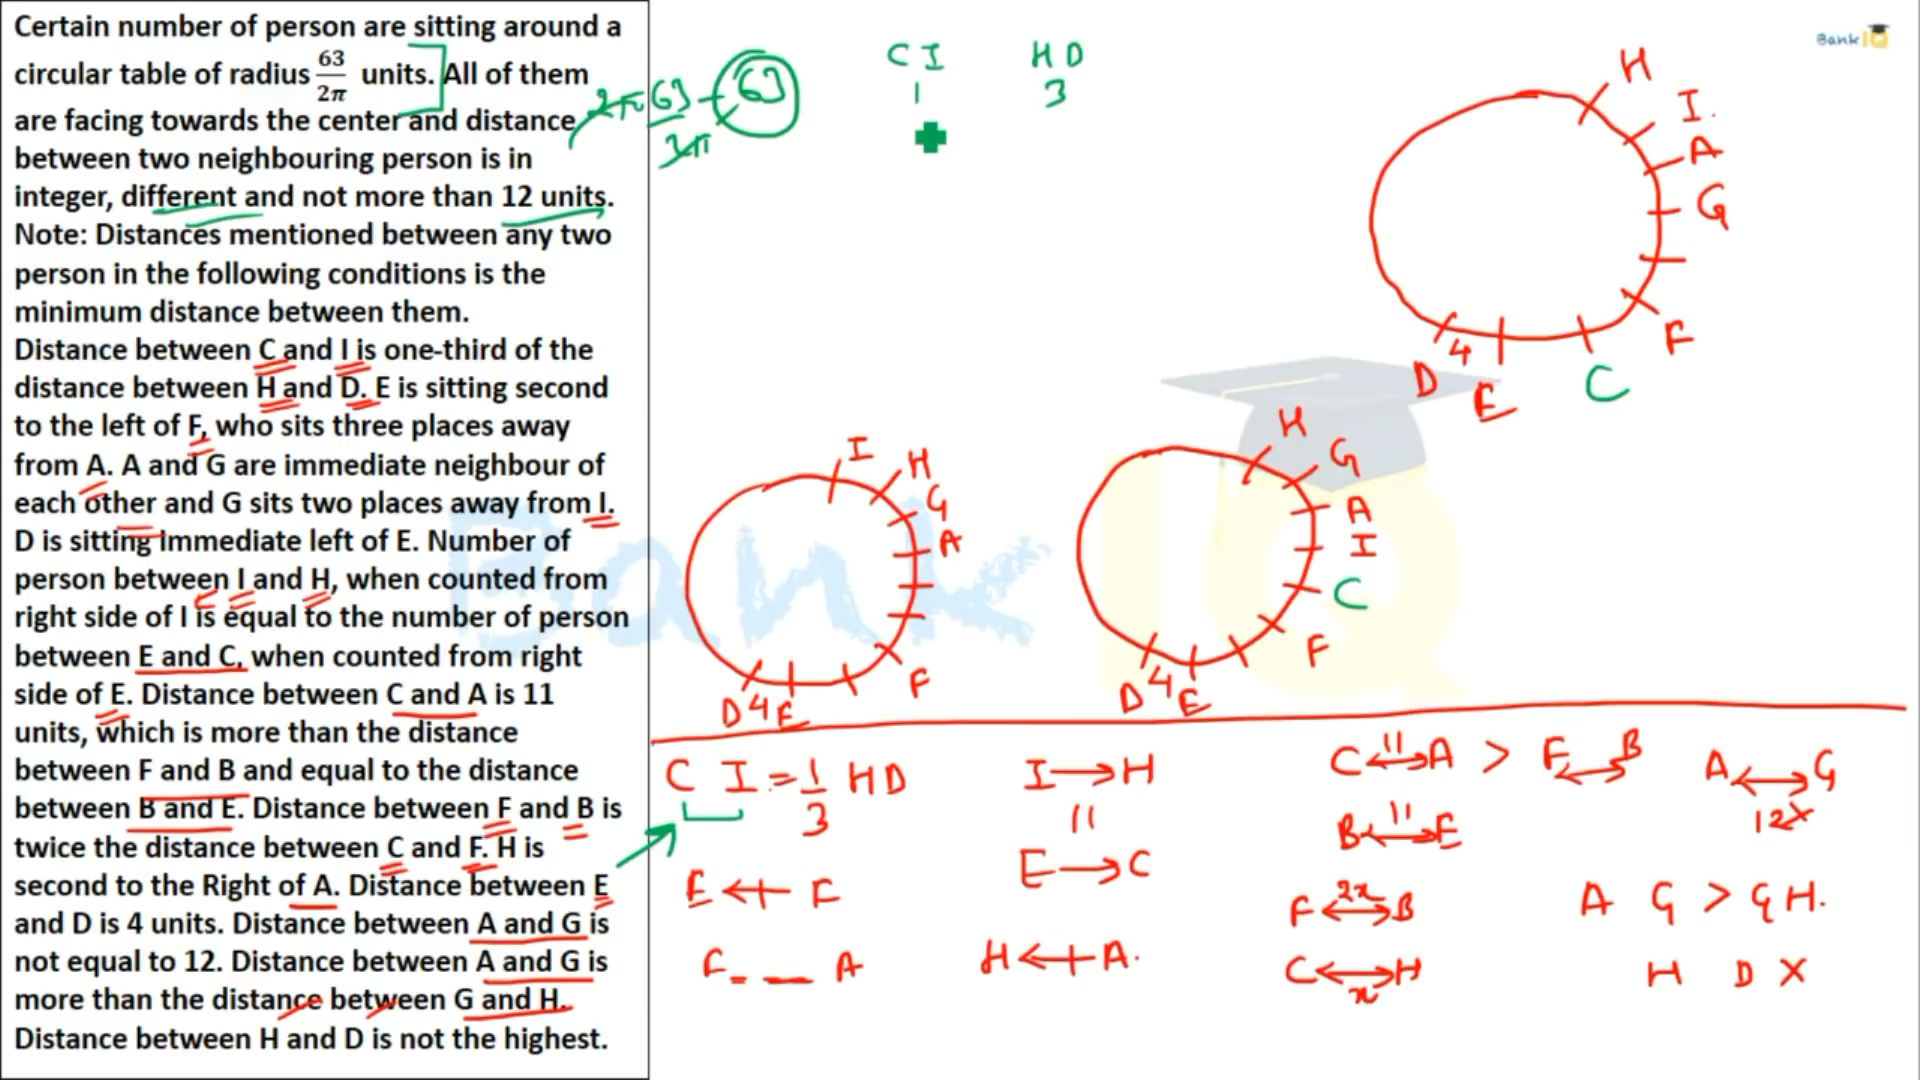 Certain number of person are sitting around a
circular table of radius 63/2π units. All of them
are facing towards the center and distance
between two neighbouring person is in
integer, different and not more than 12 units.
Note: Distances mentioned between any two
person in the following conditions is the
minimum distance between them.
Distance between C and I is one-third of the
distance between H and D. E is sitting second
to the left of F, who sits three places away
from A. A and G are immediate neighbour of
each other and G sits two places away from I.
D is sitting immediate left of E. Number of
person between I and H, when counted from
right side of I is equal to the number of person
between E and C, when counted from right
side of E. Distance between C and A is 11
units, which is more than the distance
between F and B and equal to the distance
between B and E. Distance between F and B is
twice the distance between C and F. H is
second to the Right of A. Distance between E
and D is 4 units. Distance between A and G is
not equal to 12. Distance between A and G is
more than the distance between G and H.
Distance between H and D is not the highest.
63
2π
63
C I H D
1 3
Bank IQ
H
I.
A
G
F
C
E
4
D
I
H
G
A
F
D 4 E
H
G
A
I
C
F
D 4 E
Bank IQ
C I = 1/3 H D
3
E ← F
F _ _ A
I → H
||
E → C
H ← A.
C ↔ 11 A > F ↔ B
B ↔ 11 E
F ↔ 2x B
C ↔ x H
A ↔ G
12 x
A G > G H.
H D X